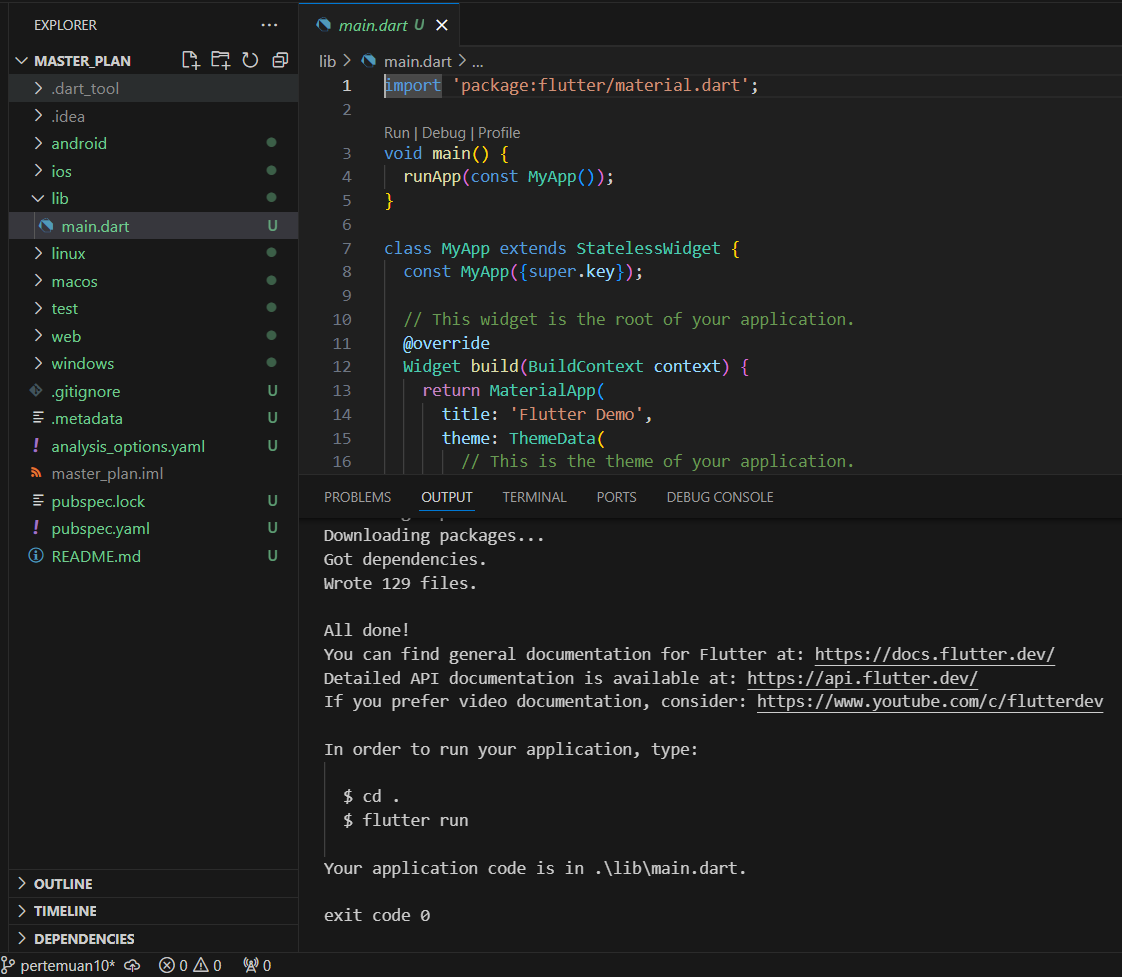 EXPLORER
MASTER_PLAN
.dart_tool
.idea
android
ios
lib
main.dart U
linux
macos
test
web
windows
.gitignore U
.metadata U
analysis_options.yaml U
master_plan.iml
pubspec.lock U
pubspec.yaml U
README.md U
OUTLINE
TIMELINE
DEPENDENCIES
main.dart U
lib > main.dart > ...
1 import 'package:flutter/material.dart';
2
Run | Debug | Profile
3 void main() {
4 runApp(const MyApp());
5 }
6
7 class MyApp extends StatelessWidget {
8 const MyApp({super.key});
9
10 // This widget is the root of your application.
11 @override
12 Widget build(BuildContext context) {
13 return MaterialApp(
14 title: 'Flutter Demo',
15 theme: ThemeData(
16 // This is the theme of your application.
PROBLEMS OUTPUT TERMINAL PORTS DEBUG CONSOLE
Downloading packages...
Got dependencies.
Wrote 129 files.
All done!
You can find general documentation for Flutter at: https://docs.flutter.dev/
Detailed API documentation is available at: https://api.flutter.dev/
If you prefer video documentation, consider: https://www.youtube.com/c/flutterdev
In order to run your application, type:
$ cd .
$ flutter run
Your application code is in .\lib\main.dart.
exit code 0
pertemuan10* 0 0 0